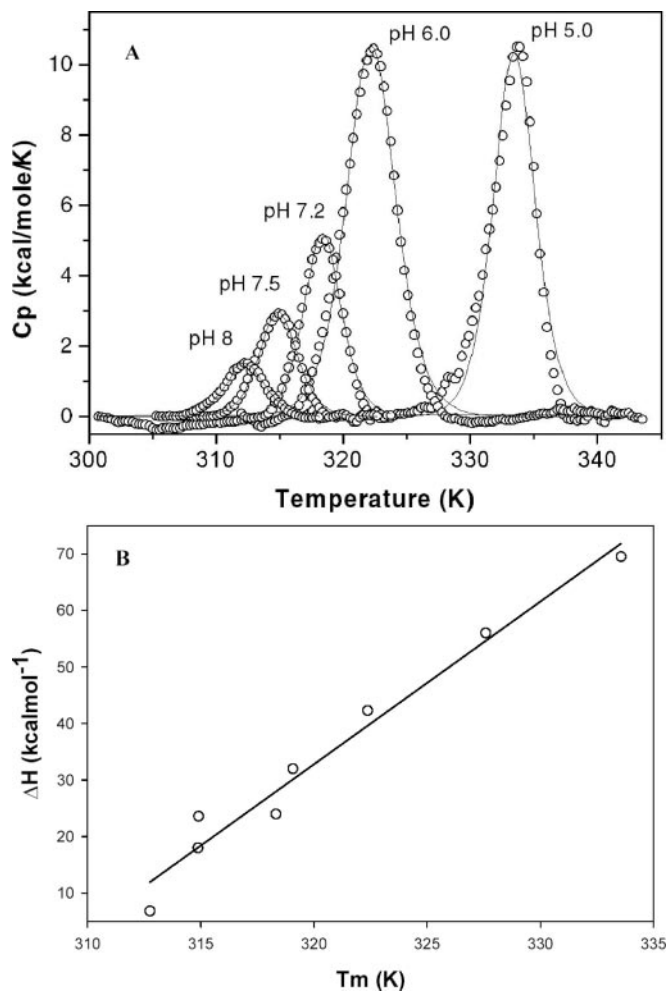 A
pH 6.0
pH 5.0
pH 7.2
pH 7.5
pH 8
10
8
6
4
2
0
Cp (kcal/mole/K)
300 310 320 330 340
Temperature (K)
B
70
60
50
40
30
20
10
ΔH (kcalmol⁻¹)
310 315 320 325 330 335
Tm (K)